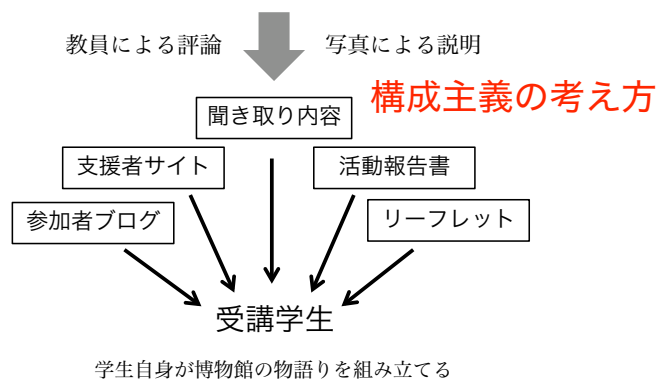 教員による評論
写真による説明
構成主義の考え方
聞き取り内容
支援者サイト
活動報告書
参加者ブログ
リーフレット
受講学生
学生自身が博物館の物語りを組み立てる